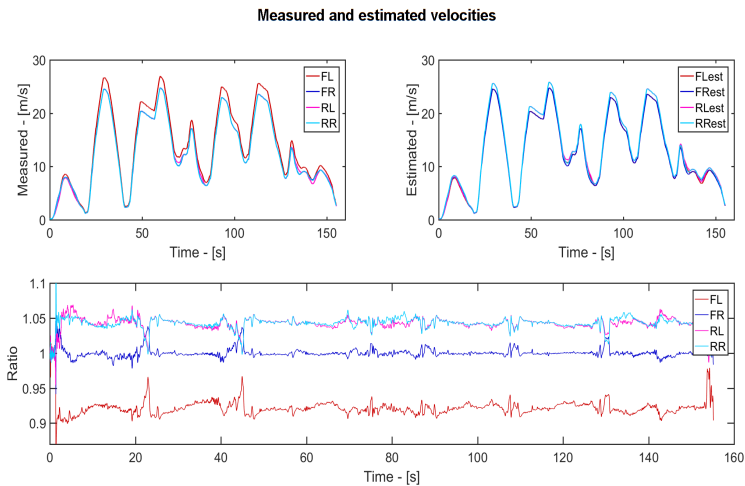 Measured and estimated velocities
30
20
10
0
Measured - [m/s]
0 50 100 150
Time - [s]
FL
FR
RL
RR
30
20
10
0
Estimated - [m/s]
0 50 100 150
Time - [s]
FLest
FRest
RLest
RRest
1.1
1.05
1
0.95
0.9
Ratio
0 20 40 60 80 100 120 140 160
Time - [s]
FL
FR
RL
RR